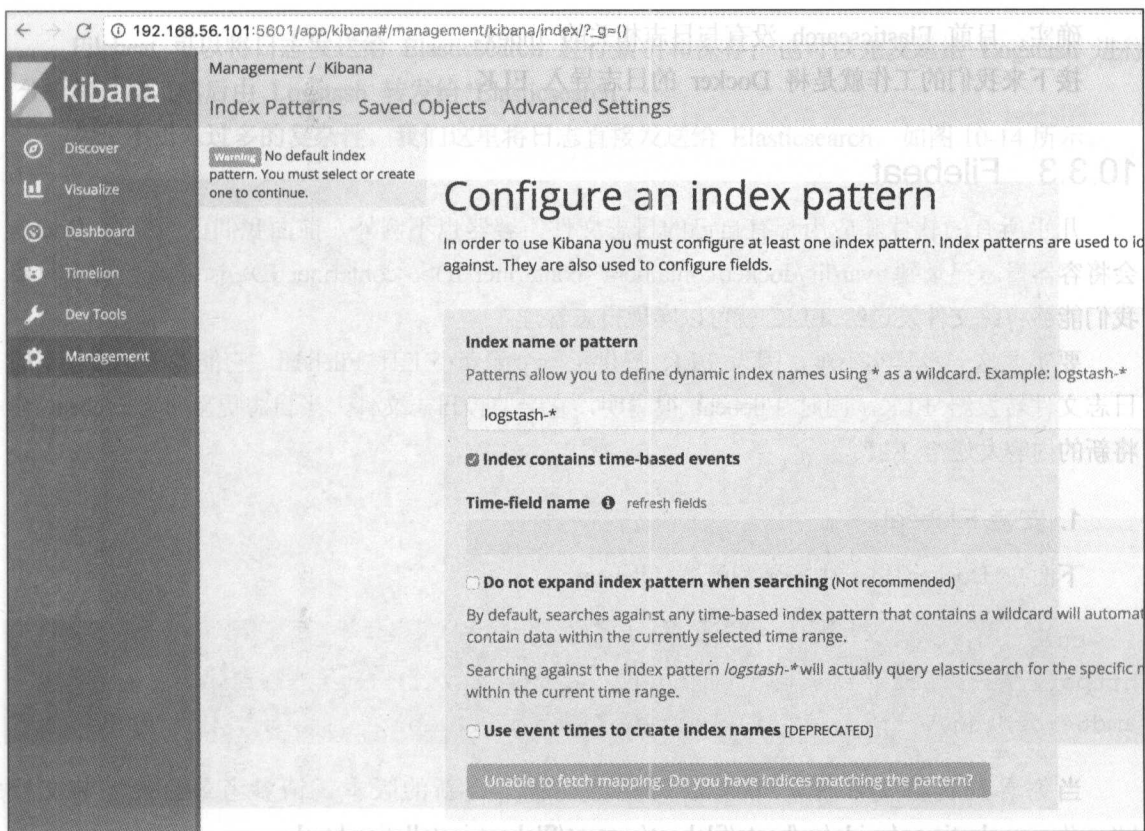 192.168.56.101:5601/app/kibana#/management/kibana/index/?_g=()
kibana
Discover
Visualize
Dashboard
Timelion
Dev Tools
Management
Management / Kibana
Index Patterns Saved Objects Advanced Settings
Warning No default index
pattern. You must select or create
one to continue.
Configure an index pattern
In order to use Kibana you must configure at least one index pattern. Index patterns are used to
against. They are also used to configure fields.
Index name or pattern
Patterns allow you to define dynamic index names using * as a wildcard. Example: logstash-*
logstash-*
Index contains time-based events
Time-field name refresh fields
Do not expand index pattern when searching (Not recommended)
By default, searches against any time-based index pattern that contains a wildcard will automat
contain data within the currently selected time range.
Searching against the index pattern logstash-* will actually query elasticsearch for the specific
within the current time range.
Use event times to create index names [DEPRECATED]
Unable to fetch mapping. Do you have indices matching the pattern?